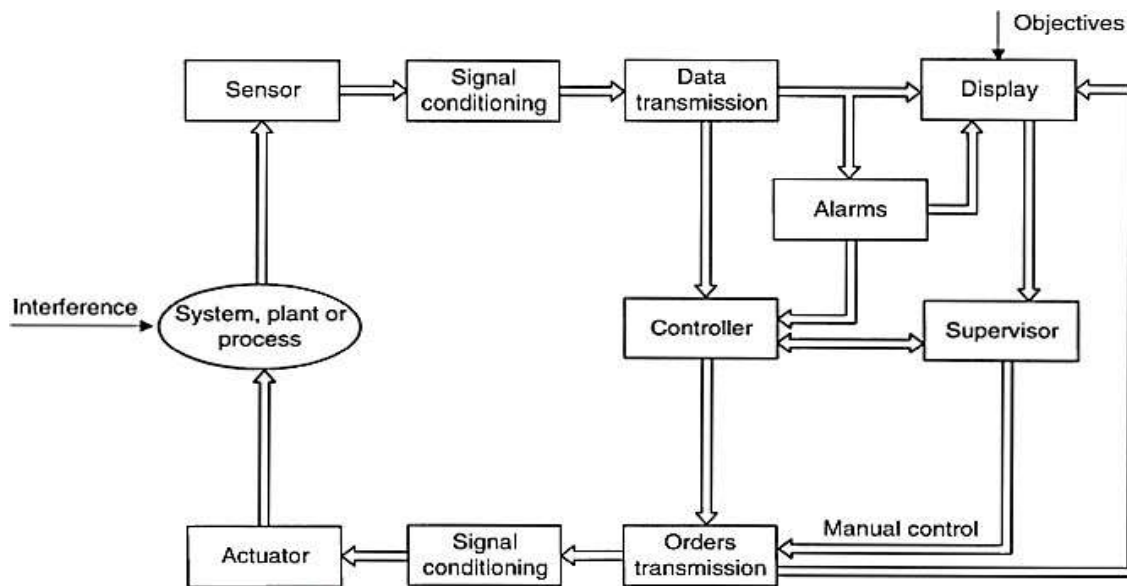 Objectives
Sensor
Signal
conditioning
Data
transmission
Display
Alarms
Interference
System, plant or
process
Controller
Supervisor
Manual control
Actuator
Signal
conditioning
Orders
transmission